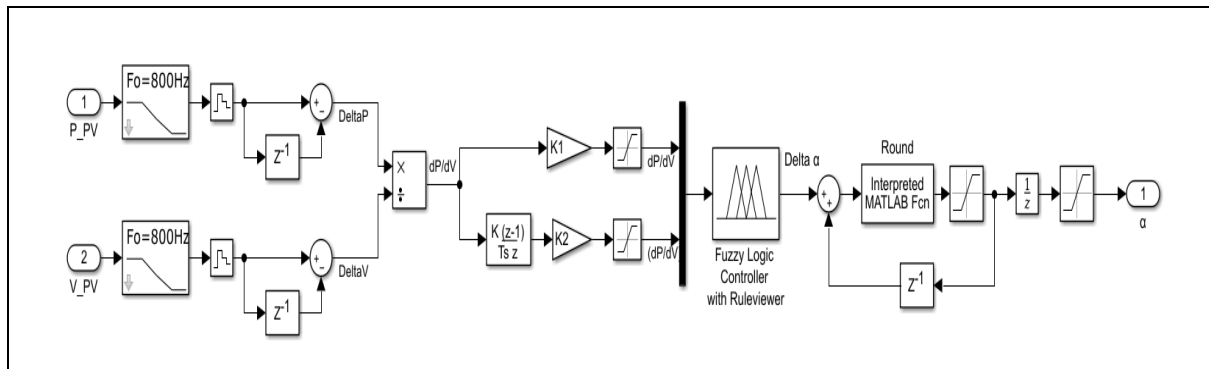 1
P_PV
Fo=800Hz
Z-1
+
-
DeltaP
2
V_PV
Fo=800Hz
Z-1
+
-
DeltaV
×
÷
dP/dV
K1
dP/dV
K (z-1)
Ts z
K2
(dP/dV)
Fuzzy Logic
Controller
with Ruleviewer
Delta α
+
+
Round
Interpreted
MATLAB Fcn
Z-1
1
z
1
α